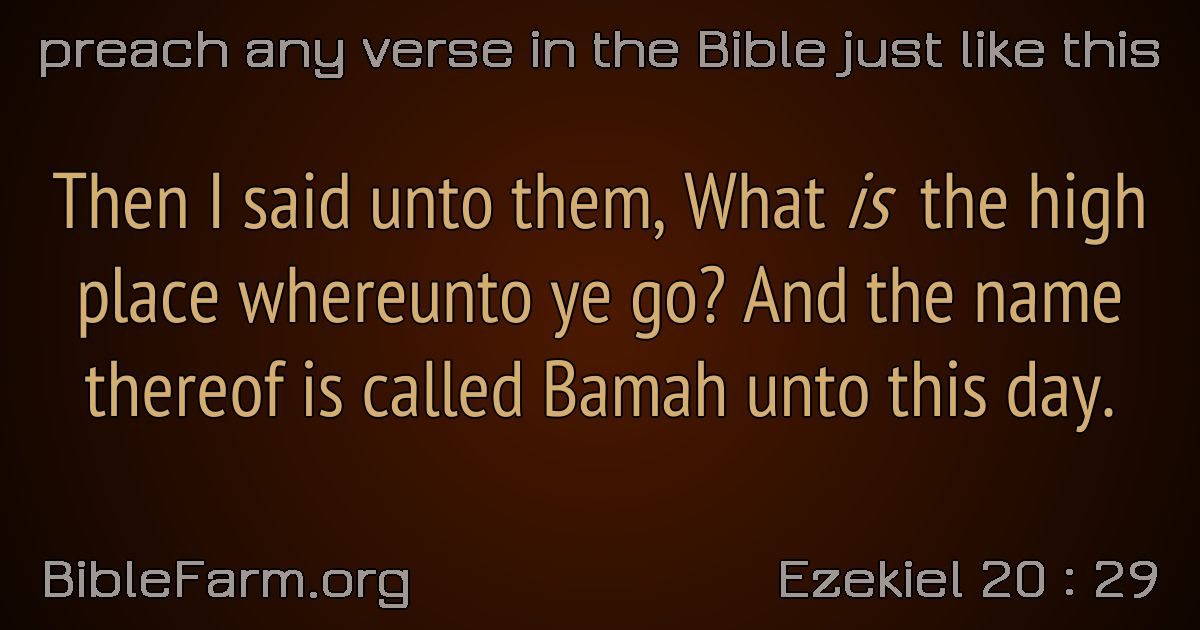 preach any verse in the Bible just like this
Then I said unto them, What is the high
place whereunto ye go? And the name
thereof is called Bamah unto this day.
BibleFarm.org
Ezekiel 20 : 29